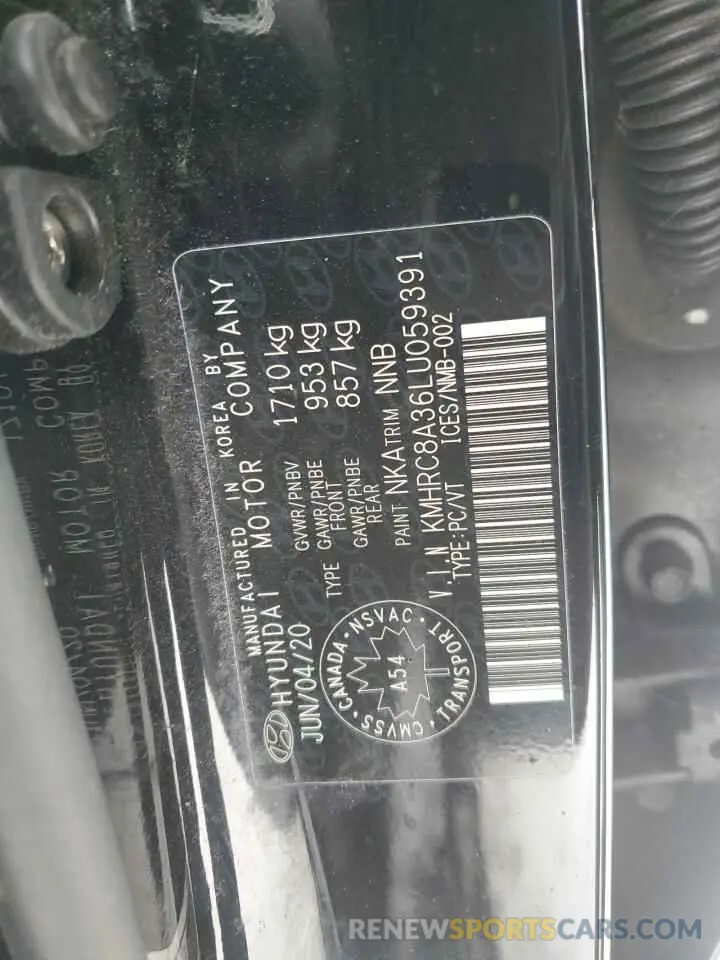 MANUFACTURED IN KOREA BY
HYUNDAI MOTOR COMPANY
JUN/04/20 GVWR/PNBV 1710 kg
TYPE GAWR/PNBE FRONT 953 kg
GAWR/PNBE REAR 857 kg
PAINT NKA TRIM NNB
V.I.N KMHRC8A36LU059391
TYPE:PC/VT ICES/NMB-002
CANADA · NSVAC · TRANSPORT · CMVSS ·
A54
RENEWSPORTSCARS.COM